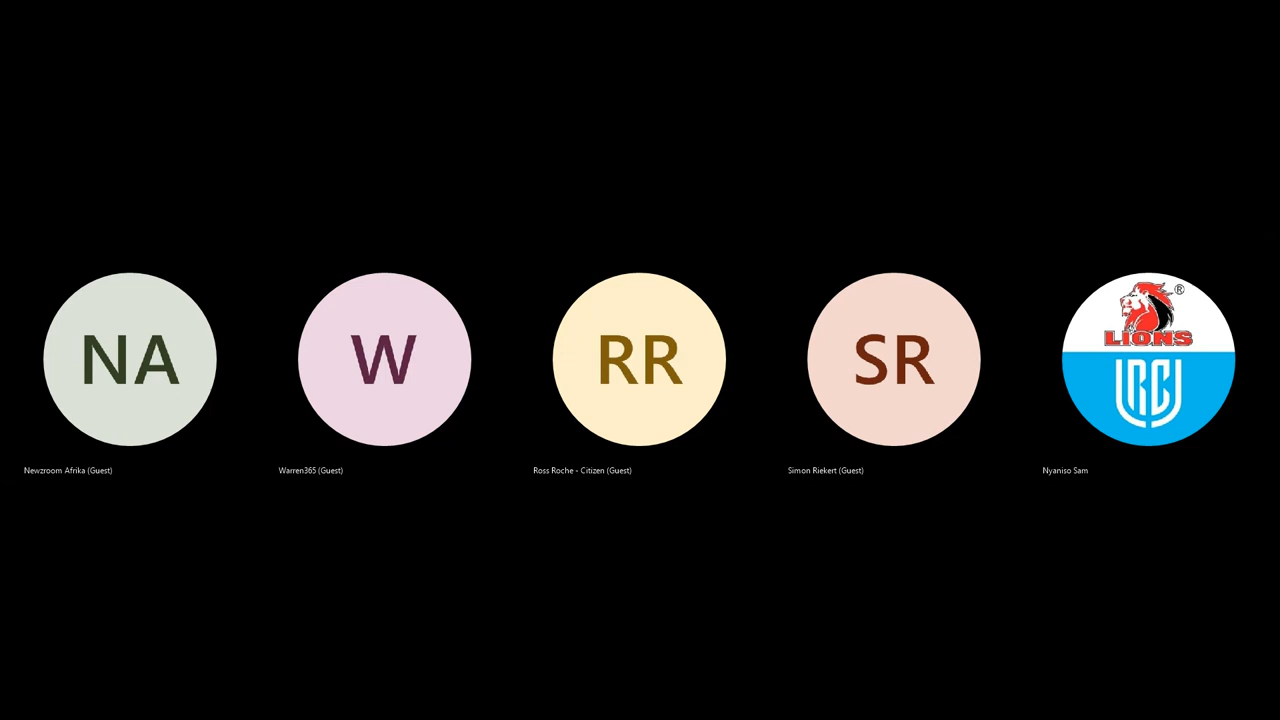 NA
W
RR
SR
LIONS ®
URC
Newzroom Afrika (Guest)
Warren365 (Guest)
Ross Roche - Citizen (Guest)
Simon Riekert (Guest)
Nyaniso Sam